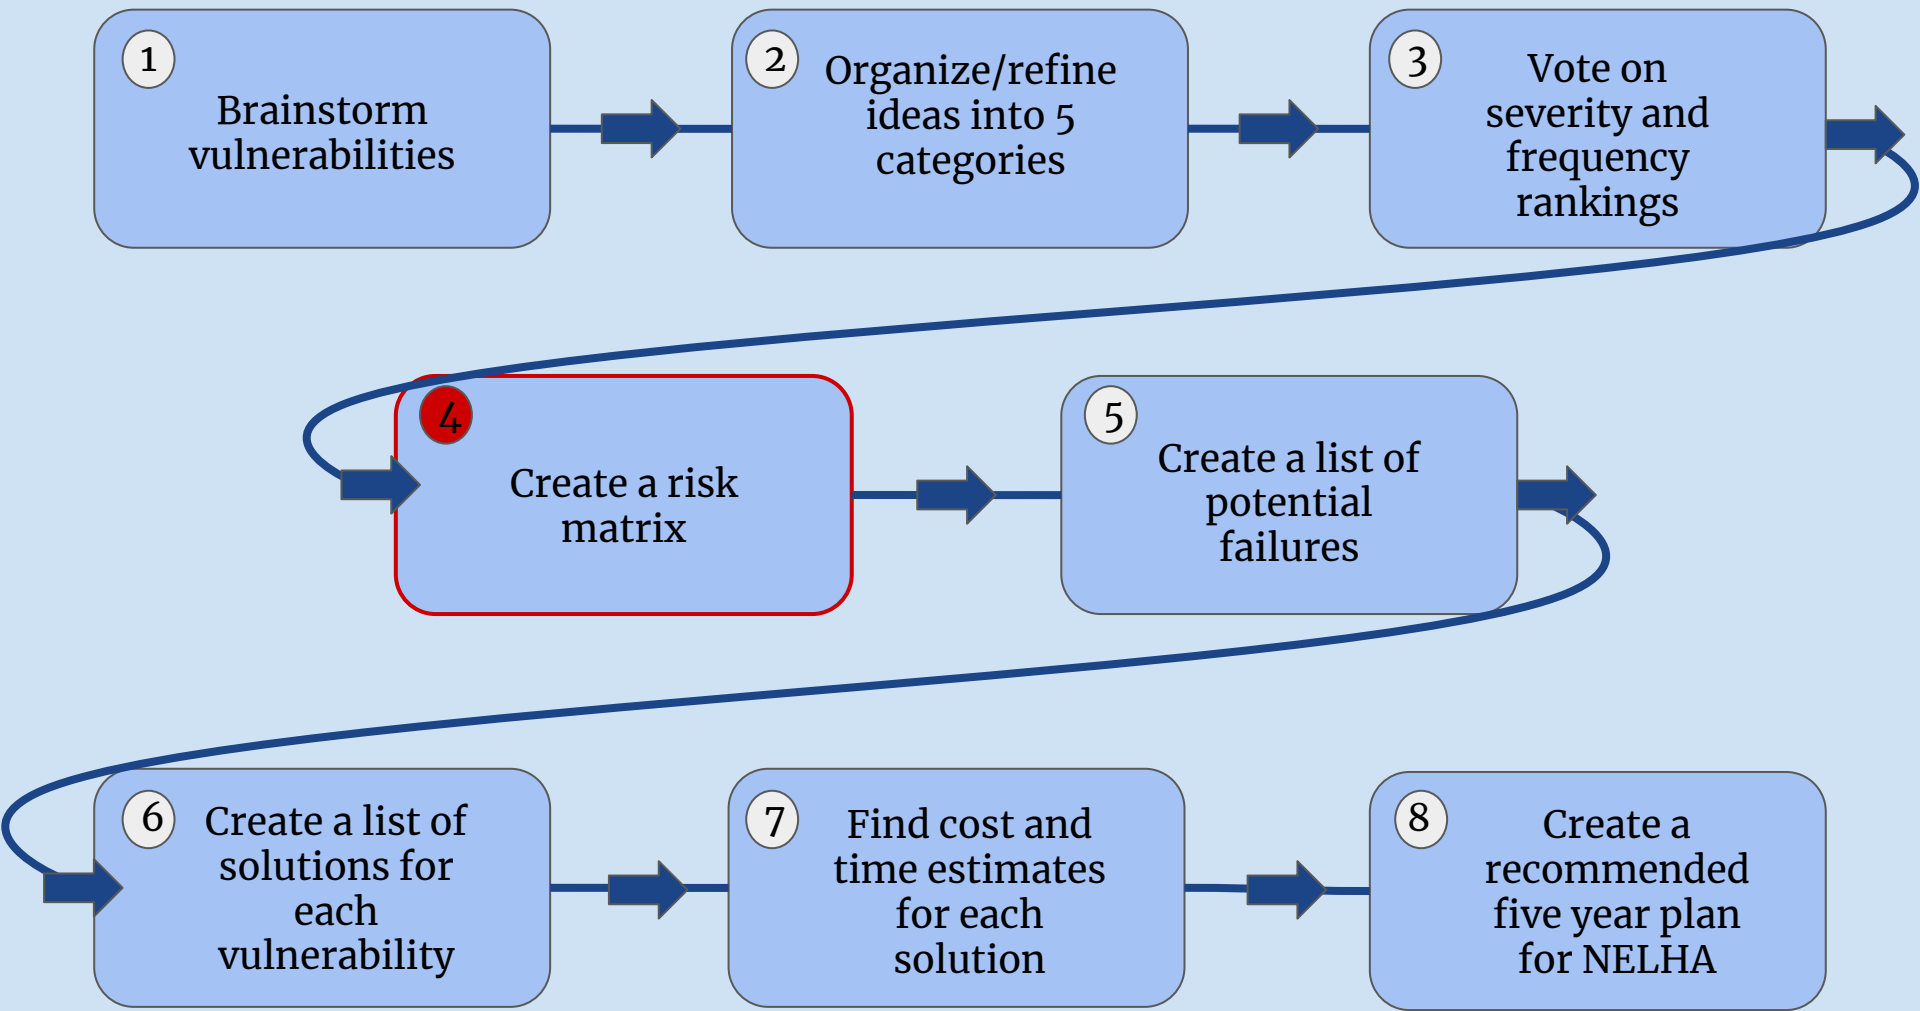 1
Brainstorm
vulnerabilities
2
Organize/refine
ideas into 5
categories
3
Vote on
severity and
frequency
rankings
4
Create a risk
matrix
5
Create a list of
potential
failures
6
Create a list of
solutions for
each
vulnerability
7
Find cost and
time estimates
for each
solution
8
Create a
recommended
five year plan
for NELHA